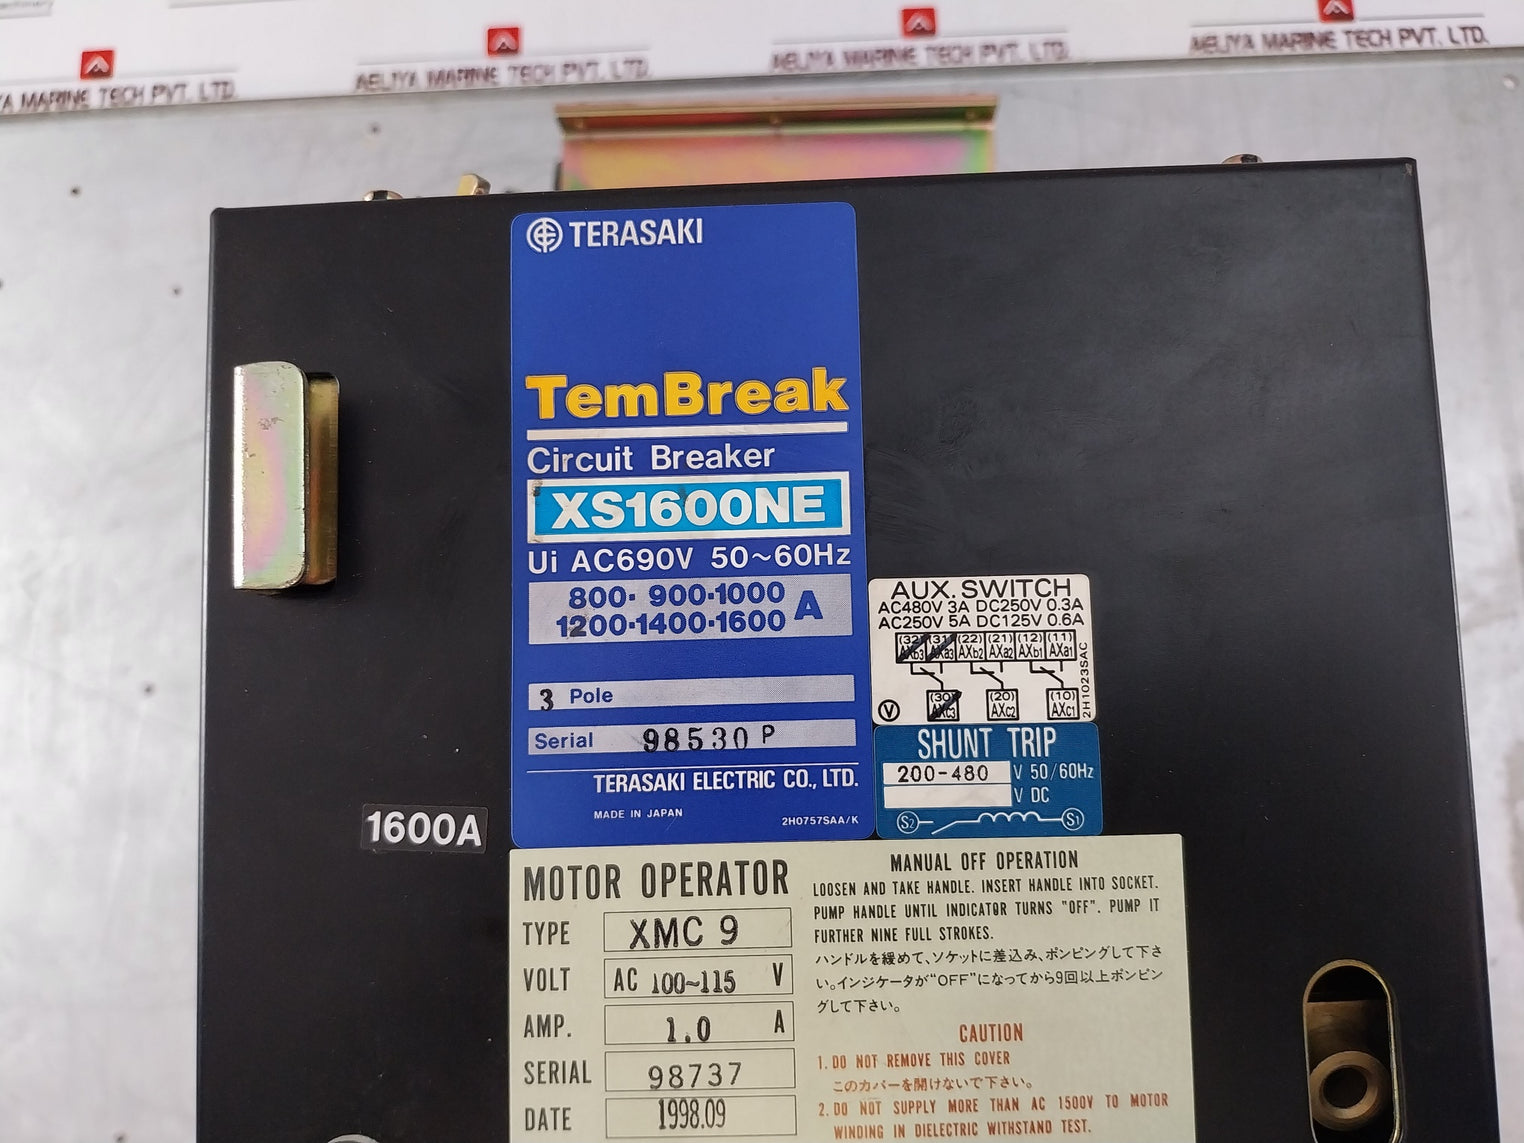 AELIYA MARINE TECH PVT. LTD.
AELIYA MARINE TECH PVT. LTD.
AELIYA MARINE TECH PVT. LTD.
YA MARINE TECH PVT. LTD.
TERASAKI
TemBreak
Circuit Breaker
XS1600NE
Ui AC690V 50~60Hz
800· 900·1000
1200·1400·1600 A
3 Pole
Serial 98530 P
TERASAKI ELECTRIC CO., LTD.
MADE IN JAPAN 2H0757SAA/K
1600A
AUX. SWITCH
AC480V 3A DC250V 0.3A
AC250V 5A DC125V 0.6A
(32) (31) (22) (21) (12) (11)
AXb3 AXa3 AXb2 AXa2 AXb1 AXa1
(30) (20) (10)
AXc3 AXc2 AXc1
V
2H1023SAC
SHUNT TRIP
200-480 V 50/60Hz
V DC
S2 S1
MOTOR OPERATOR
TYPE XMC 9
VOLT AC 100~115 V
AMP. 1.0 A
SERIAL 98737
DATE 1998.09
MANUAL OFF OPERATION
LOOSEN AND TAKE HANDLE. INSERT HANDLE INTO SOCKET.
PUMP HANDLE UNTIL INDICATOR TURNS "OFF". PUMP IT
FURTHER NINE FULL STROKES.
ハンドルを緩めて、ソケットに差込み、ポンピングして下さ
い。インジケータが"OFF"になってから9回以上ポンピン
グして下さい。
CAUTION
1. DO NOT REMOVE THIS COVER
このカバーを開けないで下さい。
2. DO NOT SUPPLY MORE THAN AC 1500V TO MOTOR
WINDING IN DIELECTRIC WITHSTAND TEST.